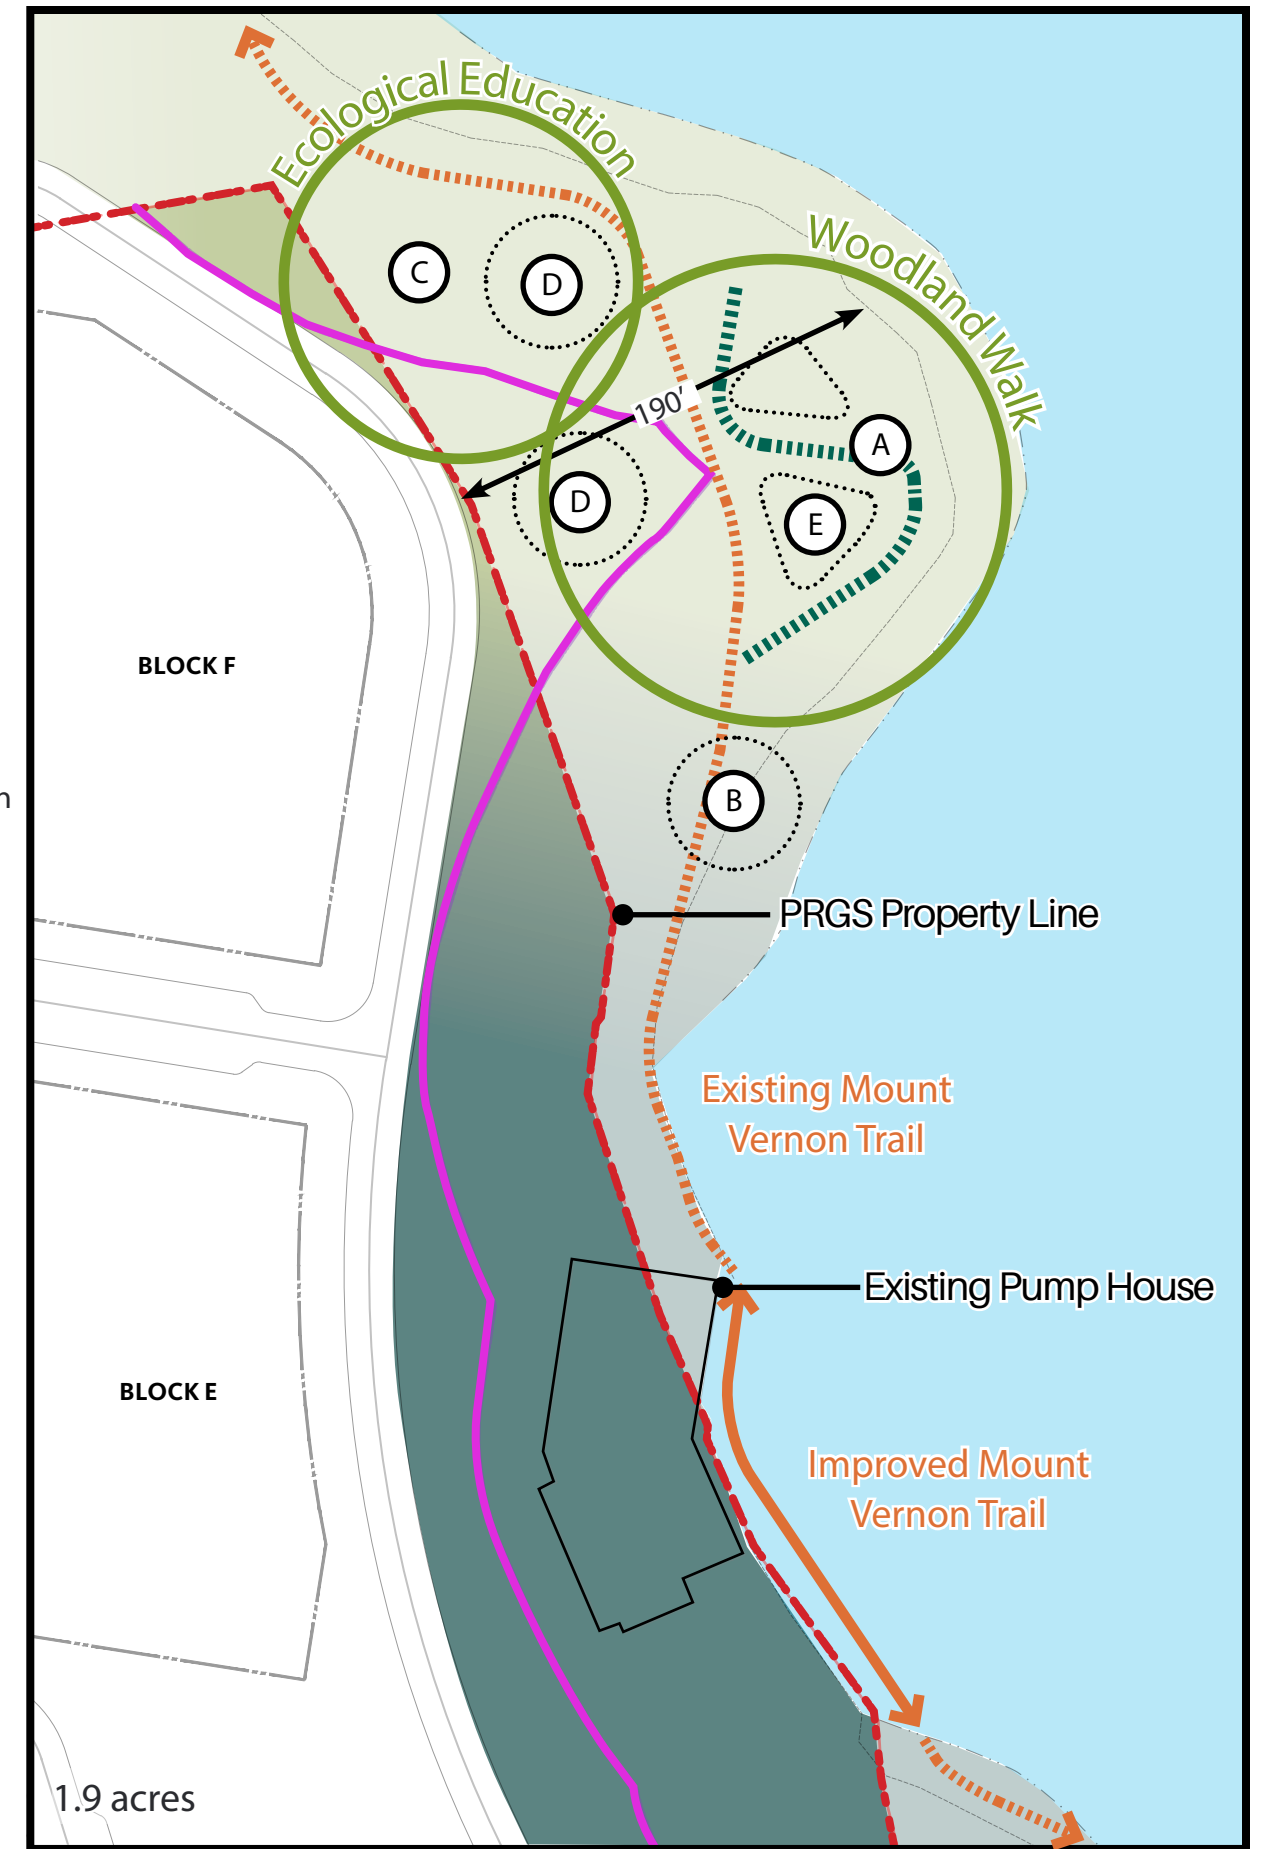 Ecological Education
Woodland Walk
C
D
190'
A
D
E
BLOCK F
n
B
PRGS Property Line
Existing Mount
Vernon Trail
Existing Pump House
BLOCK E
Improved Mount
Vernon Trail
1.9 acres